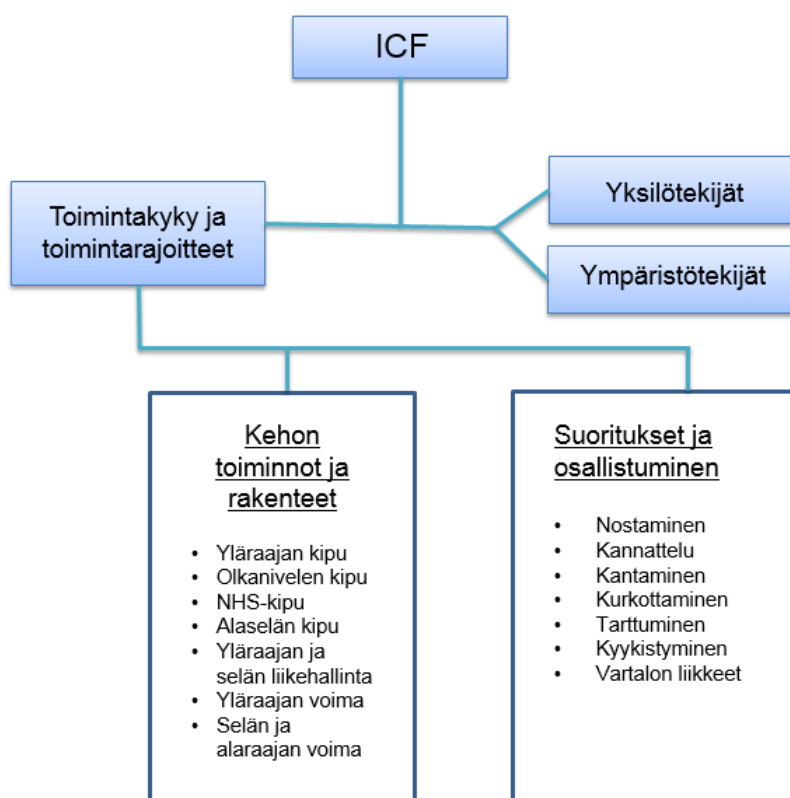 ICF
Toimintakyky ja
toimintarajoitteet
Yksilötekijät
Ympäristötekijät
Kehon
toiminnot ja
rakenteet
• Yläraajan kipu
• Olkanivelen kipu
• NHS-kipu
• Alaselän kipu
• Yläraajan ja
selän liikehallinta
• Yläraajan voima
• Selän ja
alaraajan voima
Suoritukset ja
osallistuminen
• Nostaminen
• Kannattelu
• Kantaminen
• Kurkottaminen
• Tarttuminen
• Kyykistyminen
• Vartalon liikkeet